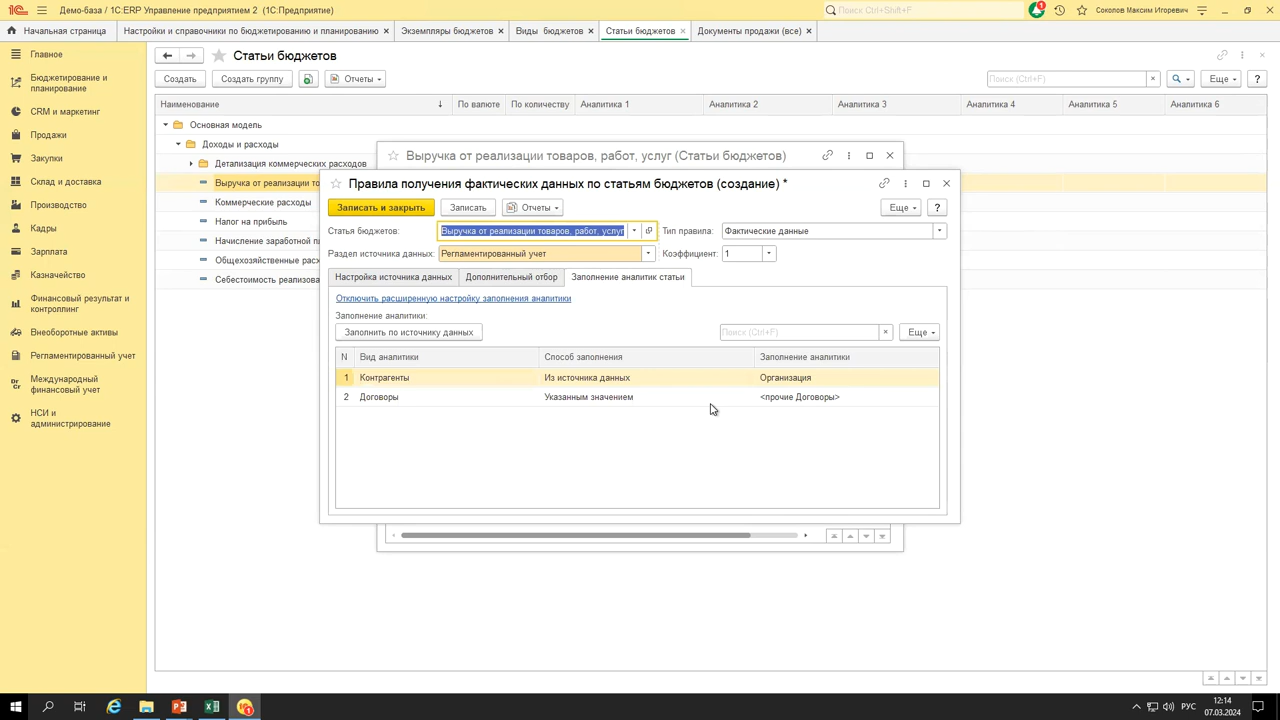 Демо-база / 1С:ERP Управление предприятием 2 (1С:Предприятие)
Поиск Ctrl+Shift+F
1
Соколов Максим Игоревич
Начальная страница
Настройки и справочники по бюджетированию и планированию
Экземпляры бюджетов
Виды бюджетов
Статьи бюджетов
Документы продажи (все)
Главное
Бюджетирование и
планирование
CRM и маркетинг
Продажи
Закупки
Склад и доставка
Производство
Кадры
Зарплата
Казначейство
Финансовый результат и
контроллинг
Внеоборотные активы
Регламентированный учет
Международный
финансовый учет
НСИ и
администрирование
Статьи бюджетов
Создать
Создать группу
Отчеты
Поиск (Ctrl+F)
Еще
?
Наименование
По валюте
По количеству
Аналитика 1
Аналитика 2
Аналитика 3
Аналитика 4
Аналитика 5
Аналитика 6
Основная модель
Доходы и расходы
Детализация коммерческих расходов
Выручка от реализации то
Коммерческие расходы
Налог на прибыль
Начисление заработной п
Общехозяйственные расх
Себестоимость реализова
Выручка от реализации товаров, работ, услуг (Статьи бюджетов)
Правила получения фактических данных по статьям бюджетов (создание) *
Записать и закрыть
Записать
Отчеты
Еще
?
Статья бюджетов:
Выручка от реализации товаров, работ, услуг
Тип правила:
Фактические данные
Раздел источника данных:
Регламентированный учет
Коэффициент:
1
Настройка источника данных
Дополнительный отбор
Заполнение аналитик статьи
Отключить расширенную настройку заполнения аналитики
Заполнение аналитики:
Заполнить по источнику данных
Поиск (Ctrl+F)
Еще
N
Вид аналитики
Способ заполнения
Заполнение аналитики
1
Контрагенты
Из источника данных
Организация
2
Договоры
Указанным значением
<прочие Договоры>
РУС
12:14
07.03.2024